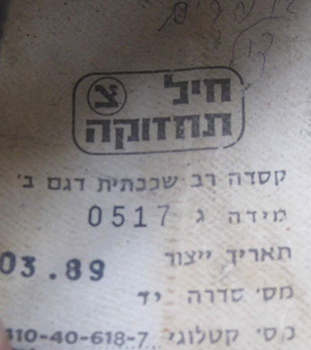 חיל צ
תחזוקה
קסדה רב שכבתית דגם ב'
מידה ג 0517
תאריך ייצור 03.89
מס' סדרה יד
מס' קטלוגי 410-40-618-7